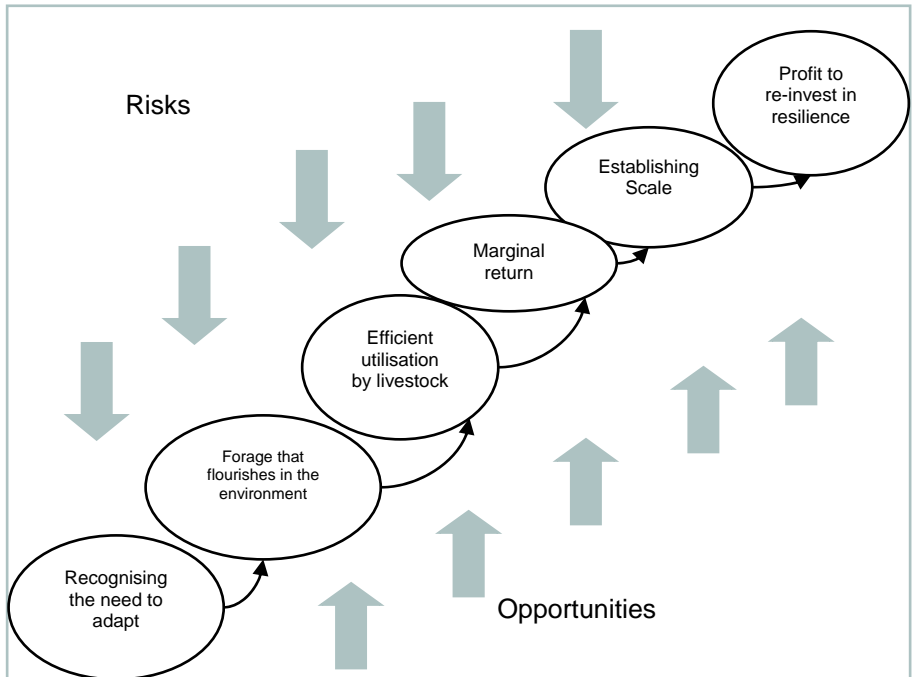 Risks
Profit to
re-invest in
resilience
Establishing
Scale
Marginal
return
Efficient
utilisation
by livestock
Forage that
flourishes in the
environment
Recognising
the need to
adapt
Opportunities